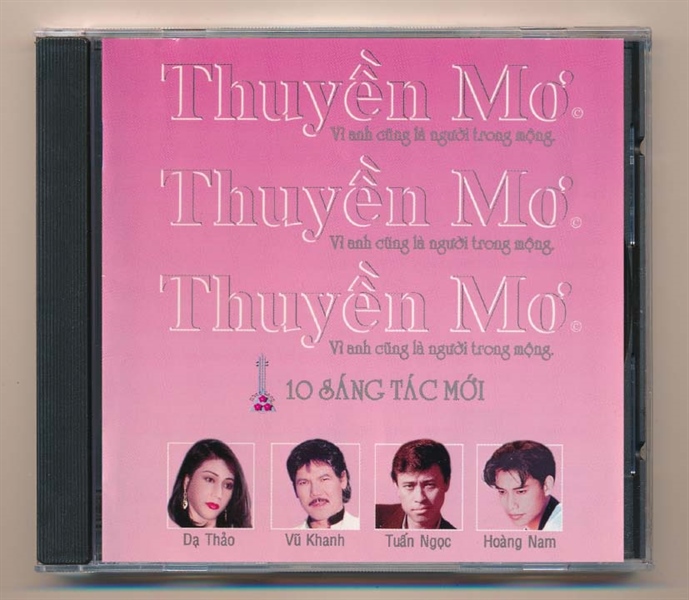 Thuyền Mơ ©
Vì anh cũng là người trong mộng.
Thuyền Mơ ©
Vì anh cũng là người trong mộng.
Thuyền Mơ ©
Vì anh cũng là người trong mộng.
10 SÁNG TÁC MỚI
Dạ Thảo Vũ Khanh Tuấn Ngọc Hoàng Nam